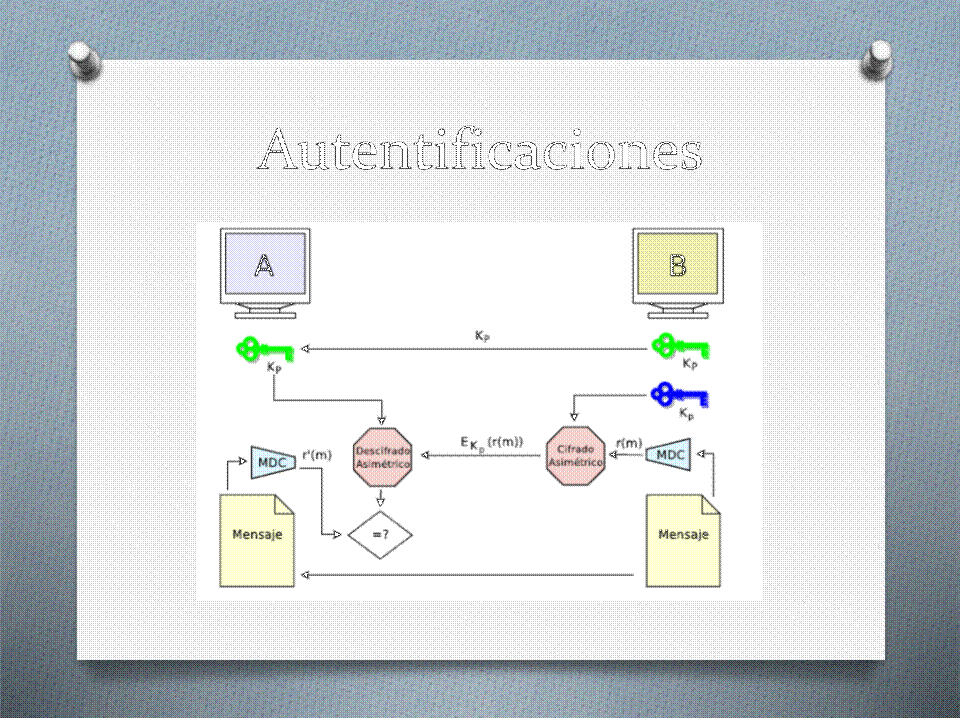 Autentificaciones
A
B
K_P
K_P
K_P
K_p
MDC
r'(m)
Descifrado
Asimétrico
E_{K_p}(r(m))
Cifrado
Asimétrico
r(m)
MDC
Mensaje
=?
Mensaje